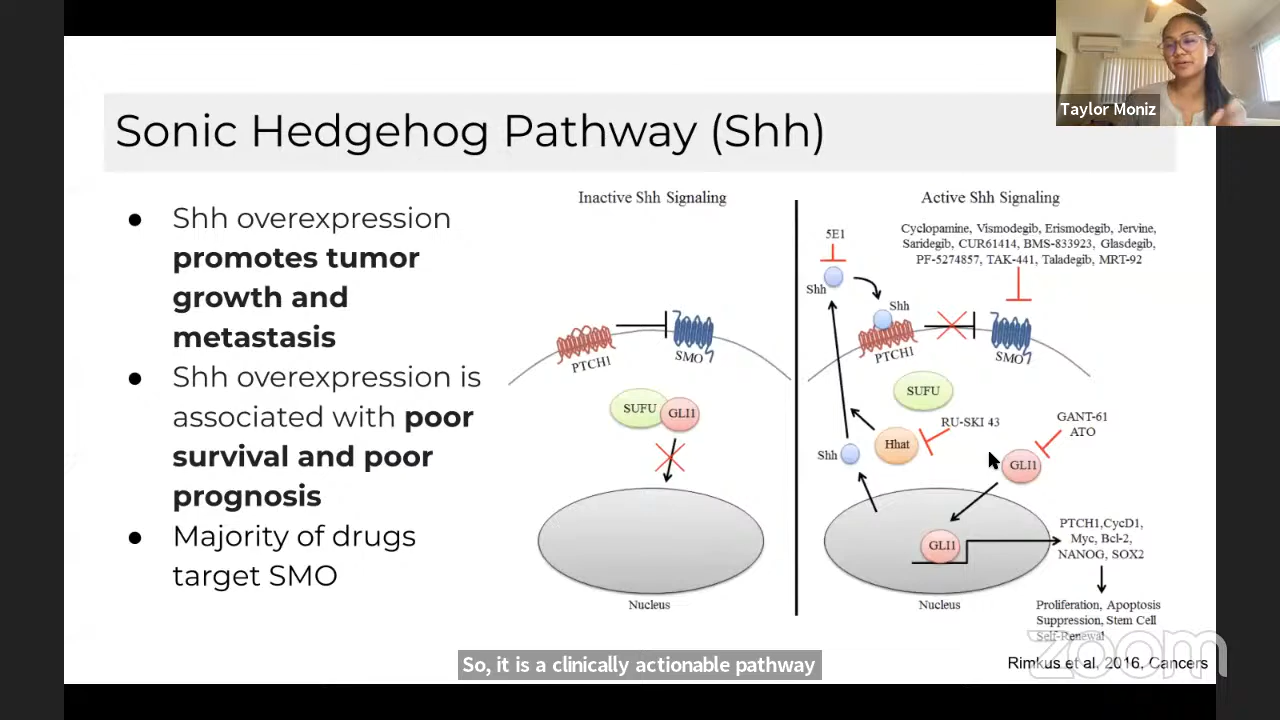 Taylor Moniz
Sonic Hedgehog Pathway (Shh)
● Shh overexpression
promotes tumor
growth and
metastasis
● Shh overexpression is
associated with poor
survival and poor
prognosis
● Majority of drugs
target SMO
Inactive Shh Signaling
PTCH1
SMO
SUFU
GLI1
Nucleus
Active Shh Signaling
5E1
Cyclopamine, Vismodegib, Erismodegib, Jervine,
Saridegib, CUR61414, BMS-833923, Glasdegib,
PF-5274857, TAK-441, Taladegib, MRT-92
Shh
Shh
PTCH1
SMO
SUFU
RU-SKI 43
GANT-61
ATO
Hhat
Shh
GLI1
GLI1
PTCH1,CycD1,
Myc, Bcl-2,
NANOG, SOX2
Nucleus
Proliferation, Apoptosis
Suppression, Stem Cell
Self-Renewal
zoom
Rimkus et al, 2016, Cancers
So, it is a clinically actionable pathway